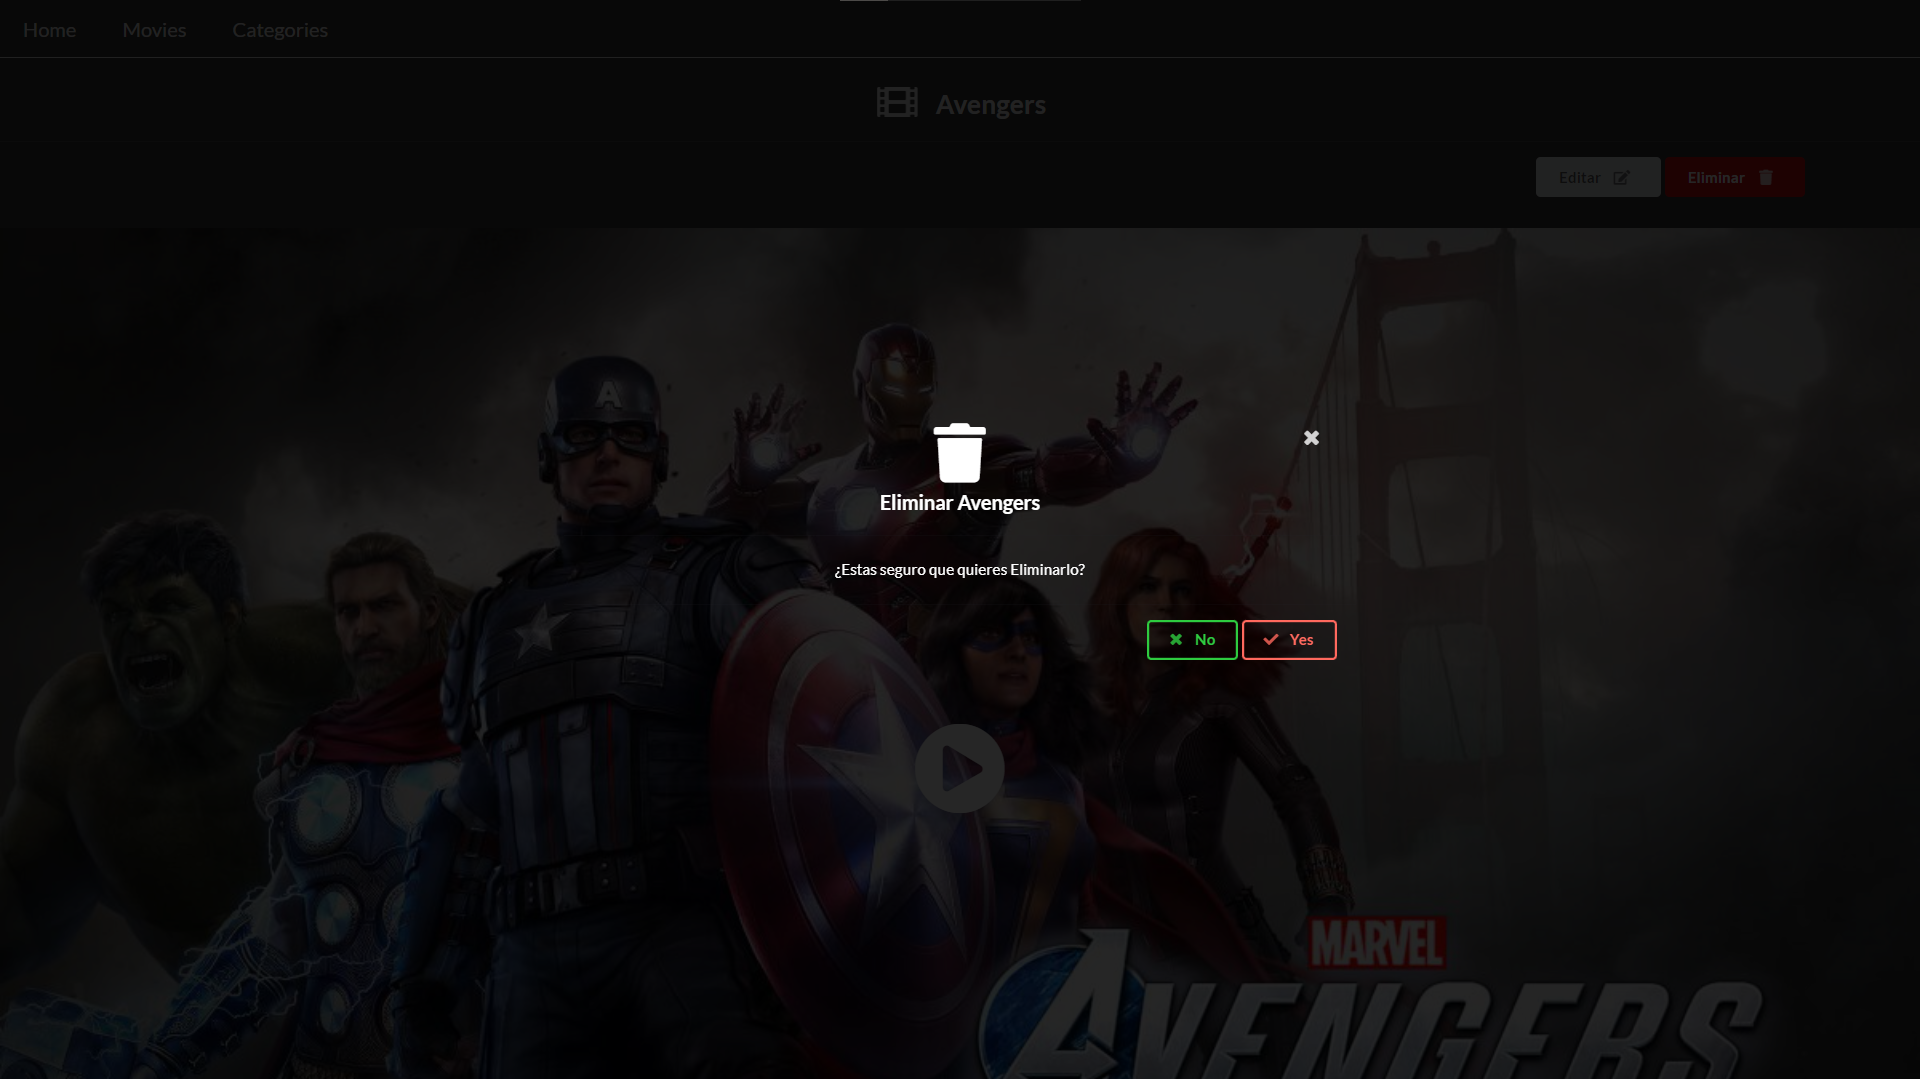 Home Movies Categories
Avengers
Editar Eliminar
Eliminar Avengers
¿Estas seguro que quieres Eliminarlo?
No Yes
MARVEL
AVENGERS